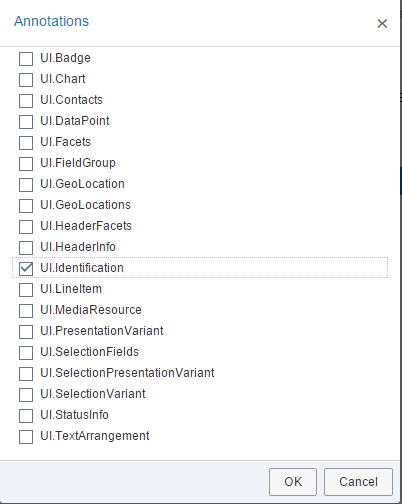 Annotations
UI.Badge
UI.Chart
UI.Contacts
UI.DataPoint
UI.Facets
UI.FieldGroup
UI.GeoLocation
UI.GeoLocations
UI.HeaderFacets
UI.HeaderInfo
UI.Identification
UI.LineItem
UI.MediaResource
UI.PresentationVariant
UI.SelectionFields
UI.SelectionPresentationVariant
UI.SelectionVariant
UI.StatusInfo
UI.TextArrangement
OK Cancel